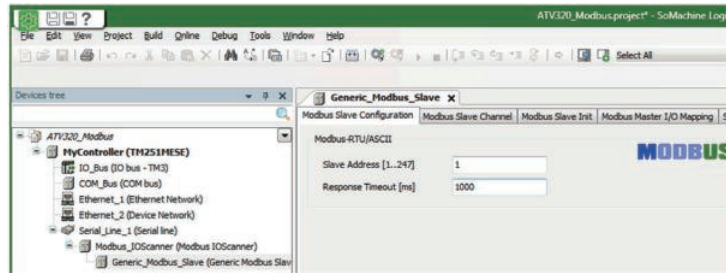 ATV320_Modbus.project* - SoMachine Log
File Edit View Project Build Online Debug Tools Window Help
Select All
Devices tree
ATV320_Modbus
MyController (TM251MESE)
IO_Bus (IO bus - TM3)
COM_Bus (COM bus)
Ethernet_1 (Ethernet Network)
Ethernet_2 (Device Network)
Serial_Line_1 (Serial line)
Modbus_IOScanner (Modbus IOScanner)
Generic_Modbus_Slave (Generic Modbus Slav
Generic_Modbus_Slave X
Modbus Slave Configuration Modbus Slave Channel Modbus Slave Init Modbus Master I/O Mapping S
Modbus-RTU/ASCII
MODBUS
Slave Address [1..247] 1
Response Timeout [ms] 1000